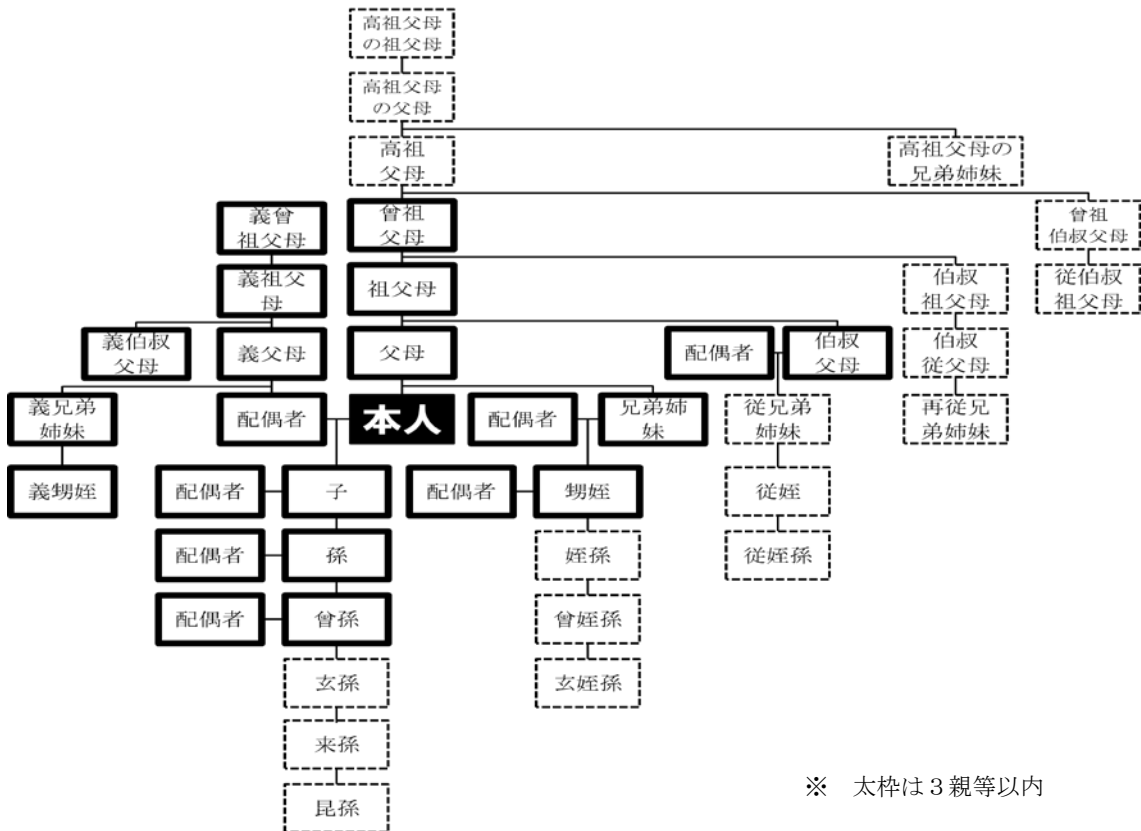 高祖父母
の祖父母
高祖父母
の父母
高祖
父母
高祖父母の
兄弟姉妹
義曾
祖父母
曾祖
父母
曾祖
伯叔父母
義祖父
母
祖父母
伯叔
祖父母
従伯叔
祖父母
義伯叔
父母
義父母
父母
配偶者
伯叔
父母
伯叔
従父母
義兄弟
姉妹
配偶者
本人
配偶者
兄弟姉
妹
従兄弟
姉妹
再従兄
弟姉妹
義甥姪
配偶者
子
配偶者
甥姪
従姪
配偶者
孫
姪孫
従姪孫
配偶者
曾孫
曾姪孫
玄孫
玄姪孫
来孫
昆孫
※ 太枠は3親等以内